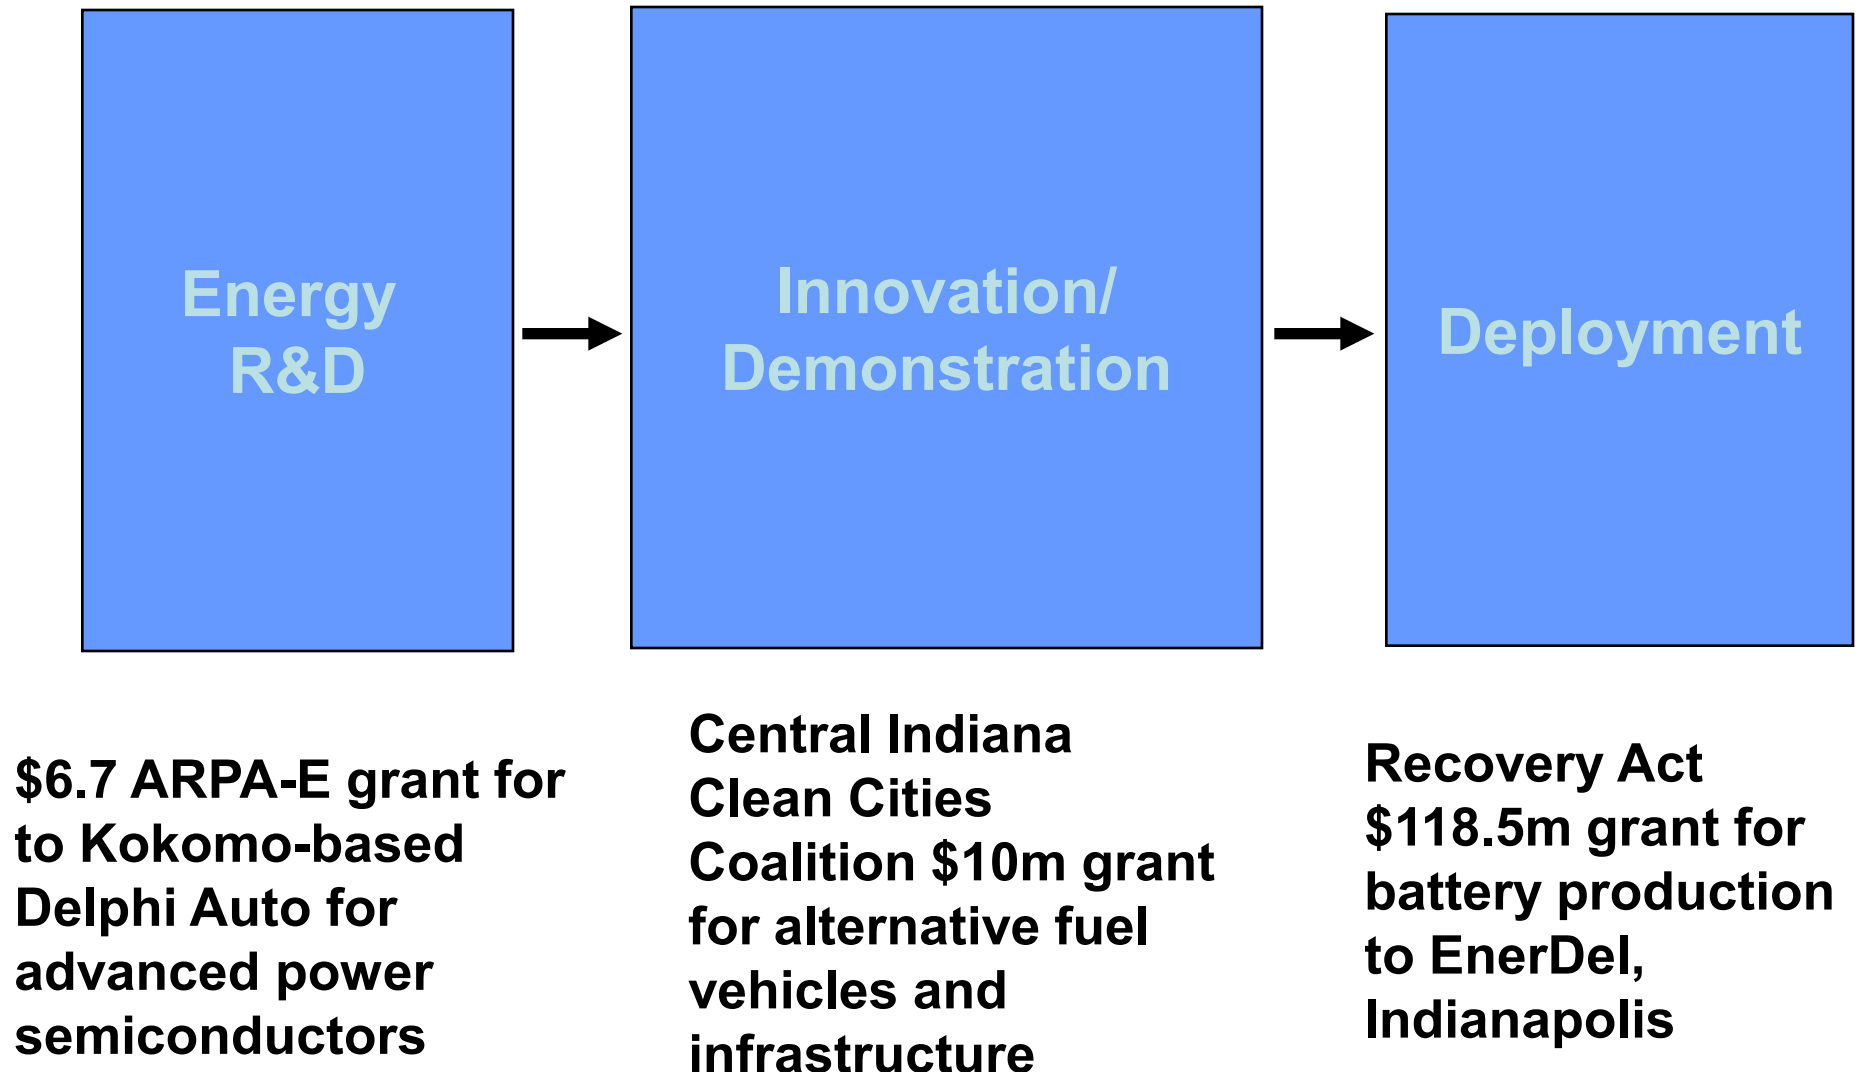 Energy
R&D
Innovation/
Demonstration
Deployment
$6.7 ARPA-E grant for
to Kokomo-based
Delphi Auto for
advanced power
semiconductors
Central Indiana
Clean Cities
Coalition $10m grant
for alternative fuel
vehicles and
infrastructure
Recovery Act
$118.5m grant for
battery production
to EnerDel,
Indianapolis